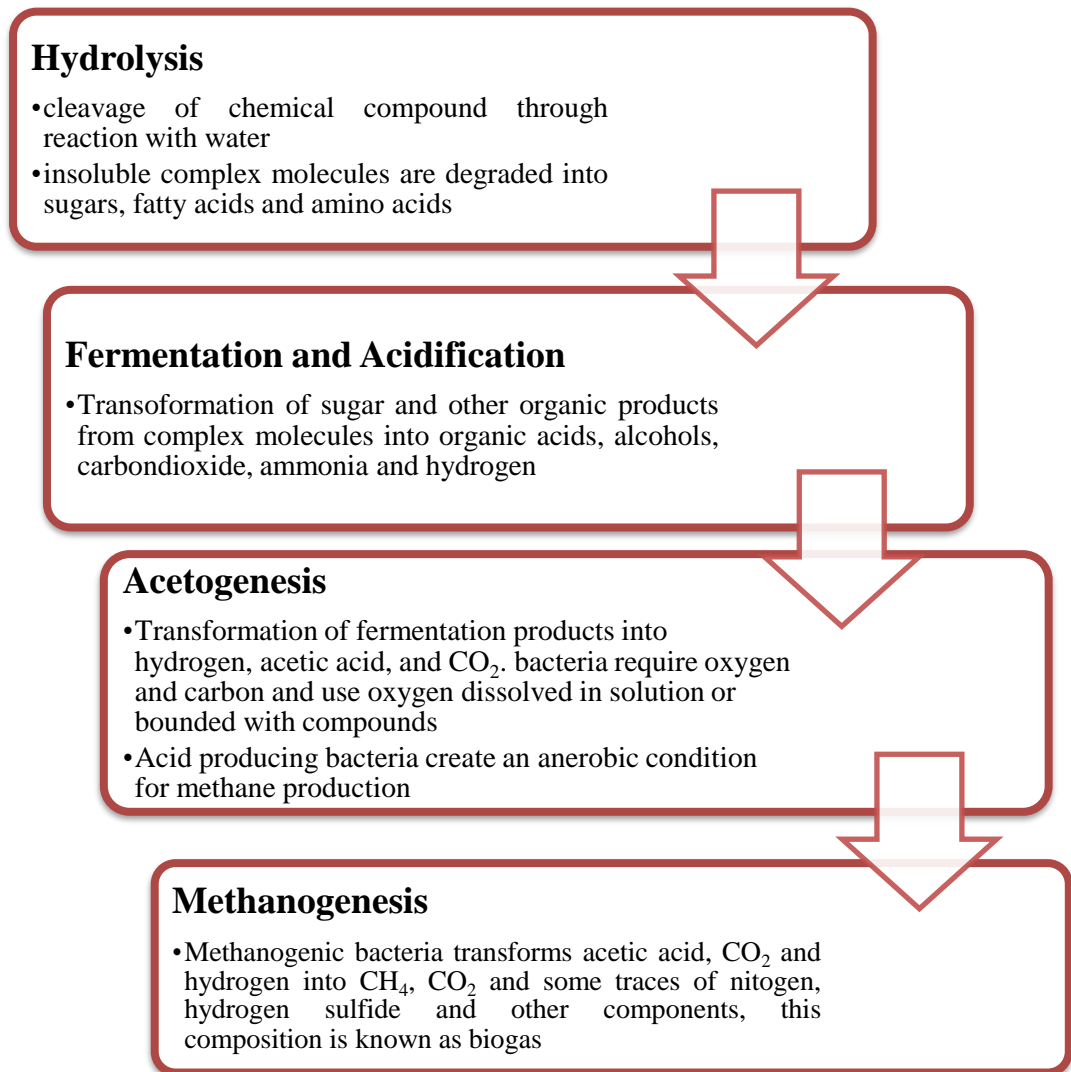 Hydrolysis
•cleavage of chemical compound through
reaction with water
•insoluble complex molecules are degraded into
sugars, fatty acids and amino acids
Fermentation and Acidification
•Transoformation of sugar and other organic products
from complex molecules into organic acids, alcohols,
carbondioxide, ammonia and hydrogen
Acetogenesis
•Transformation of fermentation products into
hydrogen, acetic acid, and CO₂. bacteria require oxygen
and carbon and use oxygen dissolved in solution or
bounded with compounds
•Acid producing bacteria create an anerobic condition
for methane production
Methanogenesis
•Methanogenic bacteria transforms acetic acid, CO₂ and
hydrogen into CH₄, CO₂ and some traces of nitogen,
hydrogen sulfide and other components, this
composition is known as biogas